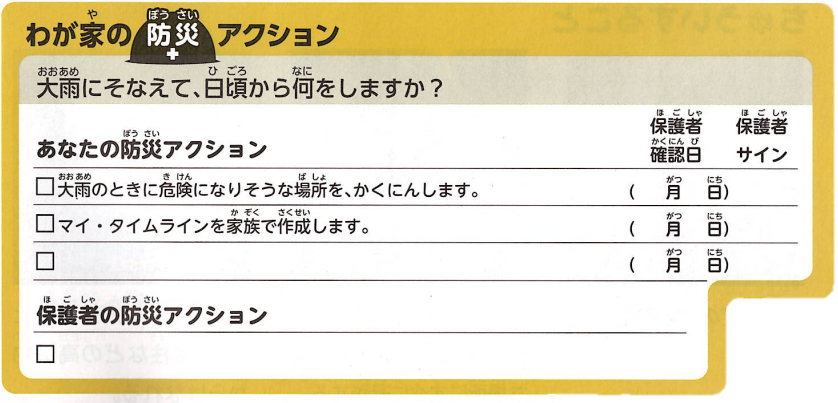 わが家の防災アクション
大雨にそなえて、日頃から何をしますか？
あなたの防災アクション 保護者確認日 保護者サイン
□大雨のときに危険になりそうな場所を、かくにんします。 ( 月 日)
□マイ・タイムラインを家族で作成します。 ( 月 日)
□ ( 月 日)
保護者の防災アクション
□